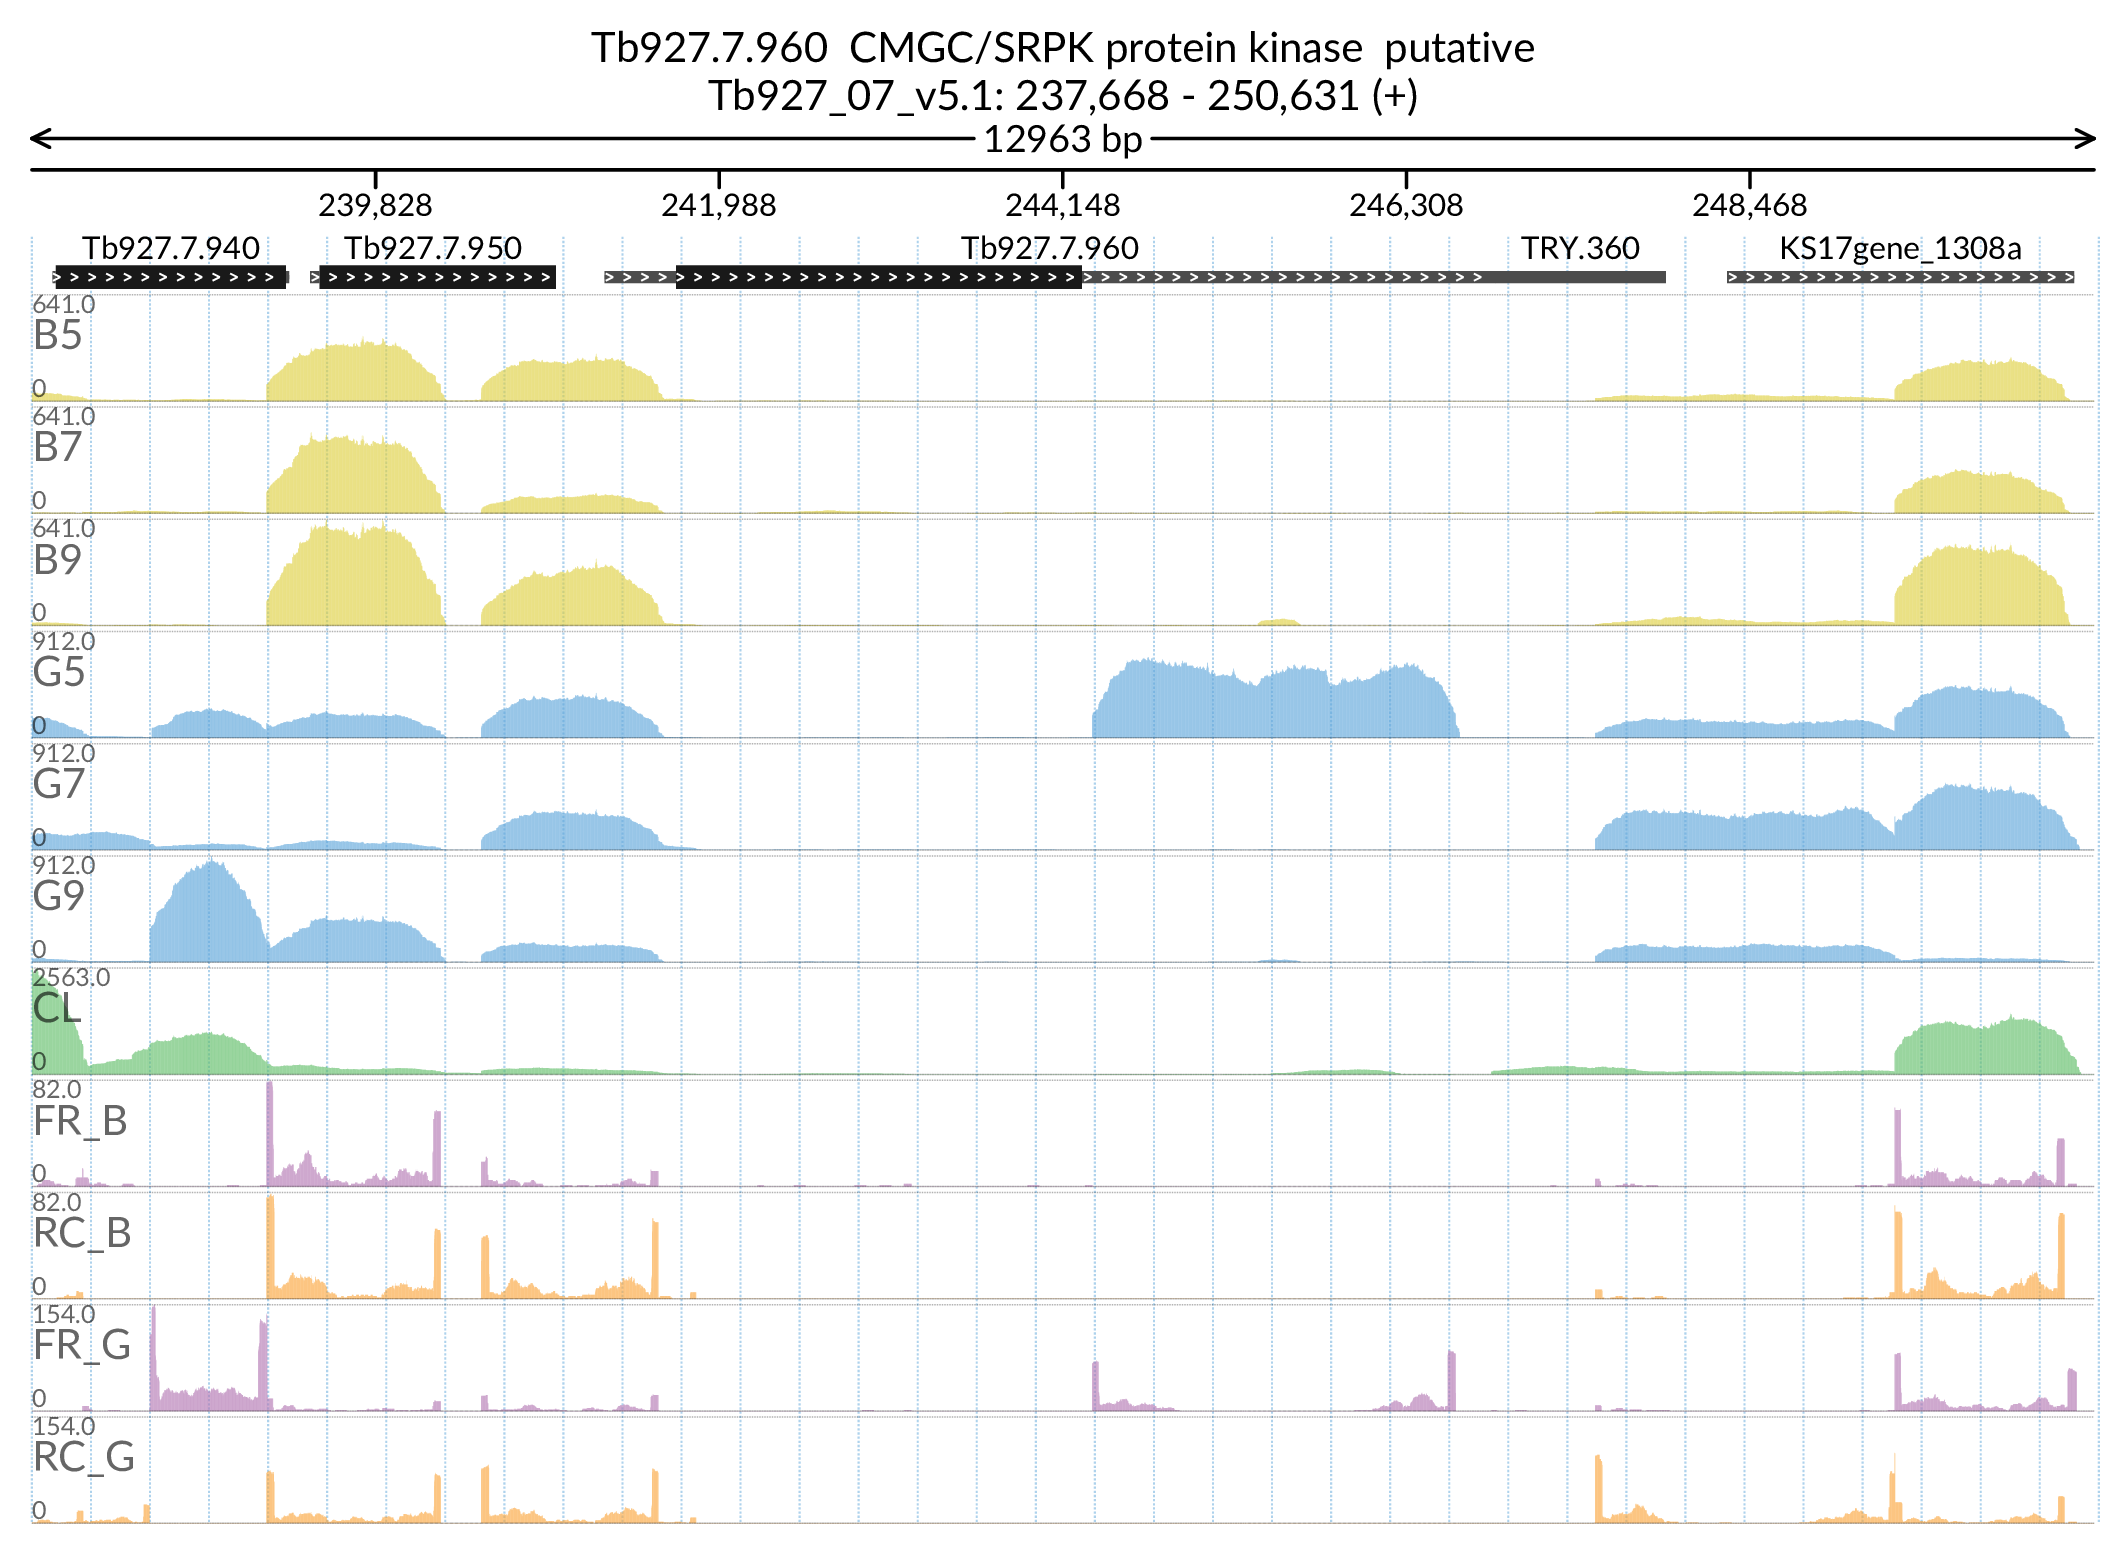 Tb927.7.960  CMGC/SRPK protein kinase  putative
Tb927_07_v5.1: 237,668 - 250,631 (+)
12963 bp
239,828 241,988 244,148 246,308 248,468
Tb927.7.940 Tb927.7.950 Tb927.7.960 TRY.360 KS17gene_1308a
641.0
B5
0
641.0
B7
0
641.0
B9
0
912.0
G5
0
912.0
G7
0
912.0
G9
0
2563.0
CL
0
82.0
FR_B
0
82.0
RC_B
0
154.0
FR_G
0
154.0
RC_G
0